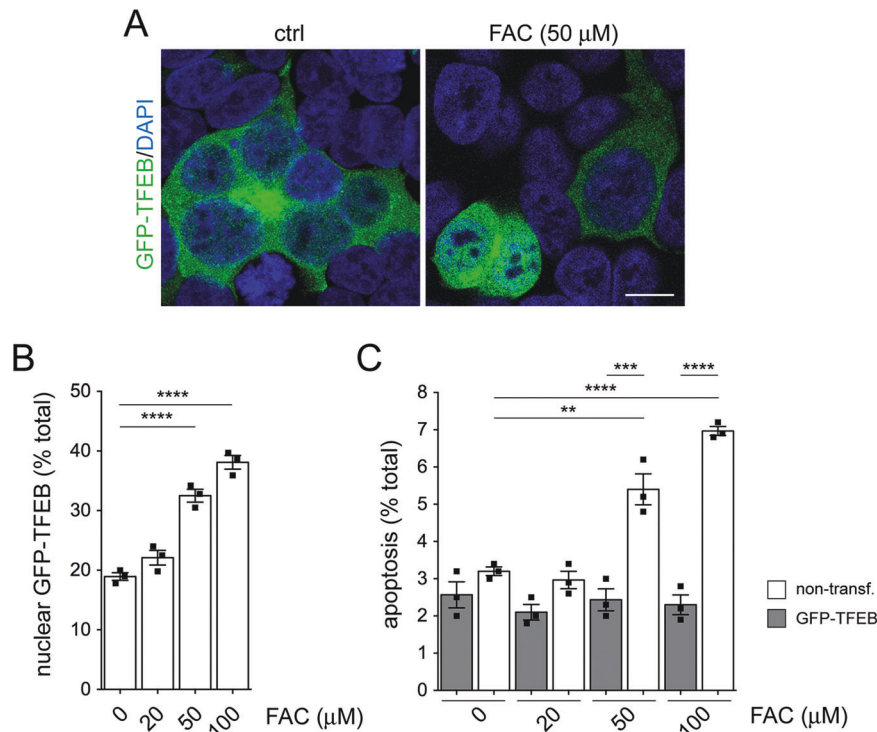 A
ctrl
FAC (50 μM)
GFP-TFEB/DAPI
B
nuclear GFP-TFEB (% total)
50
40
30
20
10
0
****
****
0
20
50
100
FAC (μM)
C
apoptosis (% total)
8
7
6
5
4
3
2
1
0
***
****
****
**
0
20
50
100
FAC (μM)
non-transf.
GFP-TFEB